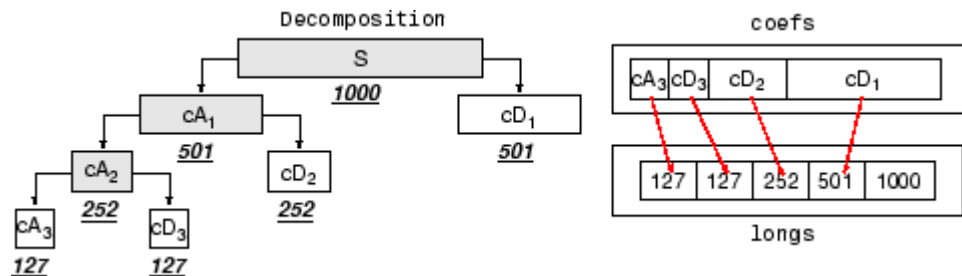 Decomposition
S
1000
cA₁
cD₁
501
501
cA₂
cD₂
252
252
cA₃
cD₃
127
127
coefs
cA₃ cD₃ cD₂ cD₁
127 127 252 501 1000
longs